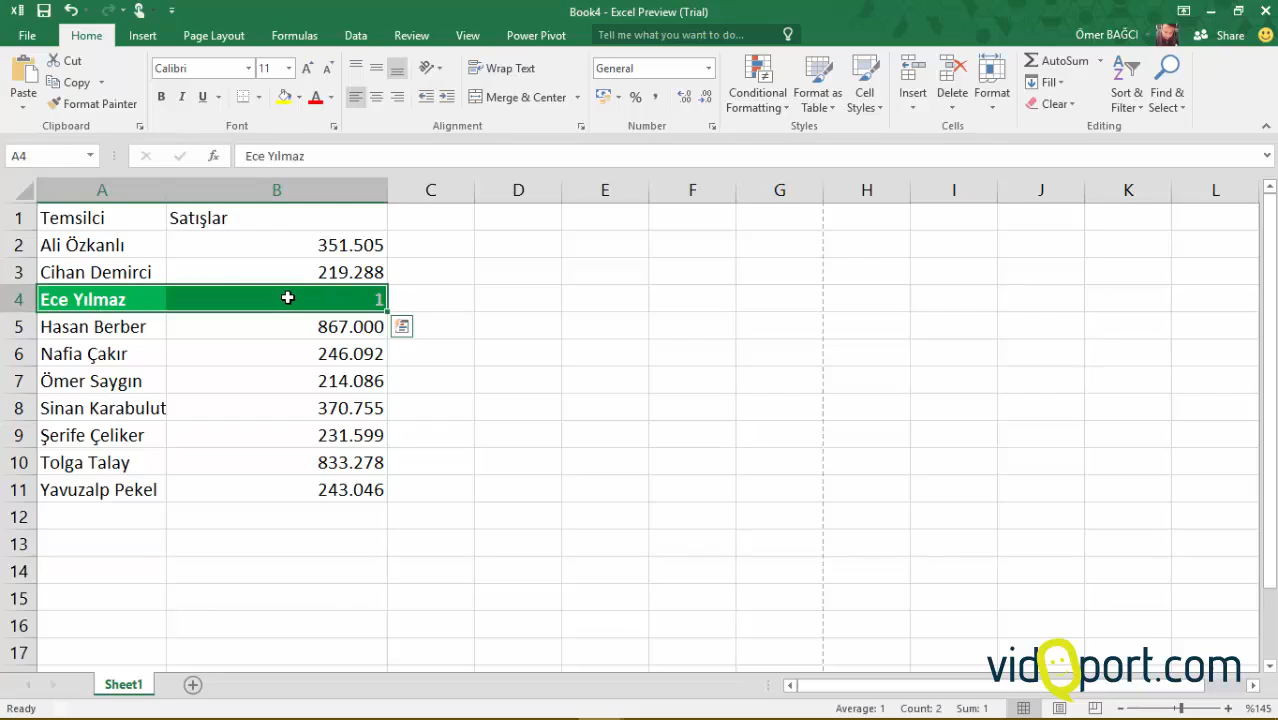 Book4 - Excel Preview (Trial)
File Home Insert Page Layout Formulas Data Review View Power Pivot Tell me what you want to do... Ömer BAĞCI Share
Paste Cut Copy Format Painter
Clipboard
Calibri 11
B I U A
Font
Wrap Text
Merge & Center
Alignment
General
%
Number
Conditional Formatting Format as Table Cell Styles
Styles
Insert Delete Format
Cells
AutoSum
Fill
Clear
Sort & Filter Find & Select
Editing
A4 fx Ece Yılmaz
A B C D E F G H I J K L
1 Temsilci Satışlar
2 Ali Özkanlı 351.505
3 Cihan Demirci 219.288
4 Ece Yılmaz 1
5 Hasan Berber 867.000
6 Nafia Çakır 246.092
7 Ömer Saygın 214.086
8 Sinan Karabulut 370.755
9 Şerife Çeliker 231.599
10 Tolga Talay 833.278
11 Yavuzalp Pekel 243.046
12
13
14
15
16
17
vidoport.com
Sheet1
Ready Average: 1 Count: 2 Sum: 1 %145